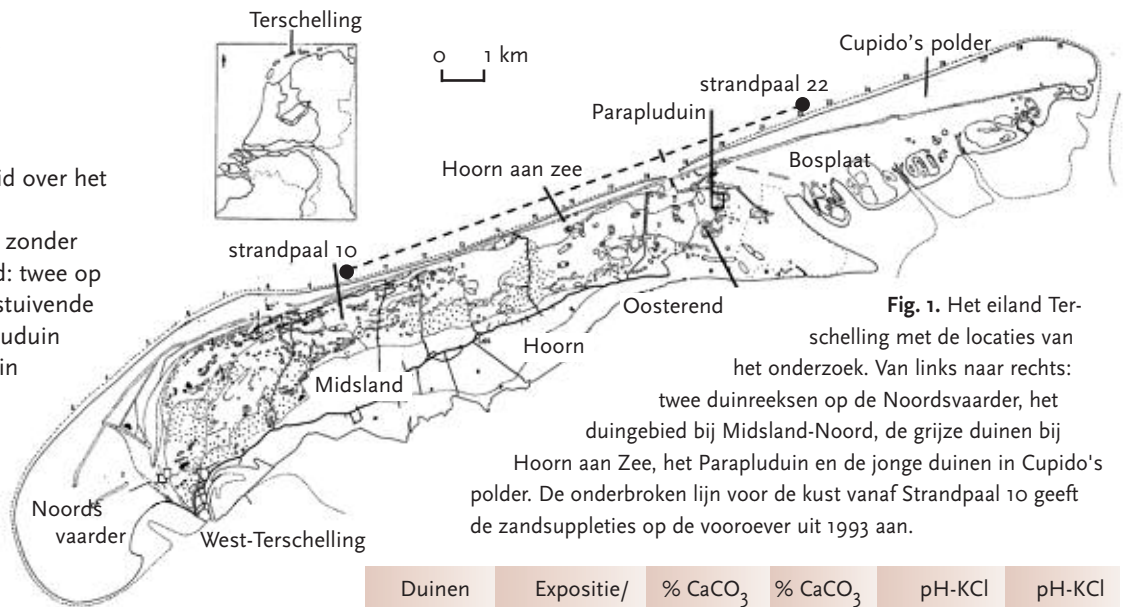 Terschelling
0 1 km
Cupido's polder
strandpaal 22
Parapluduin
Hoorn aan zee
Bosplaat
strandpaal 10
Oosterend
Hoorn
Midsland
Noords
vaarder
West-Terschelling
id over het
zonder
d: twee op
stuivende
uduin
in
Fig. 1. Het eiland Ter-
schelling met de locaties van
het onderzoek. Van links naar rechts:
twee duinreeksen op de Noordsvaarder, het
duingebied bij Midsland-Noord, de grijze duinen bij
Hoorn aan Zee, het Parapluduin en de jonge duinen in Cupido's
polder. De onderbroken lijn voor de kust vanaf Strandpaal 10 geeft
de zandsuppleties op de vooroever uit 1993 aan.
Duinen Expositie/ % CaCO3 % CaCO3 pH-KCl pH-KCl